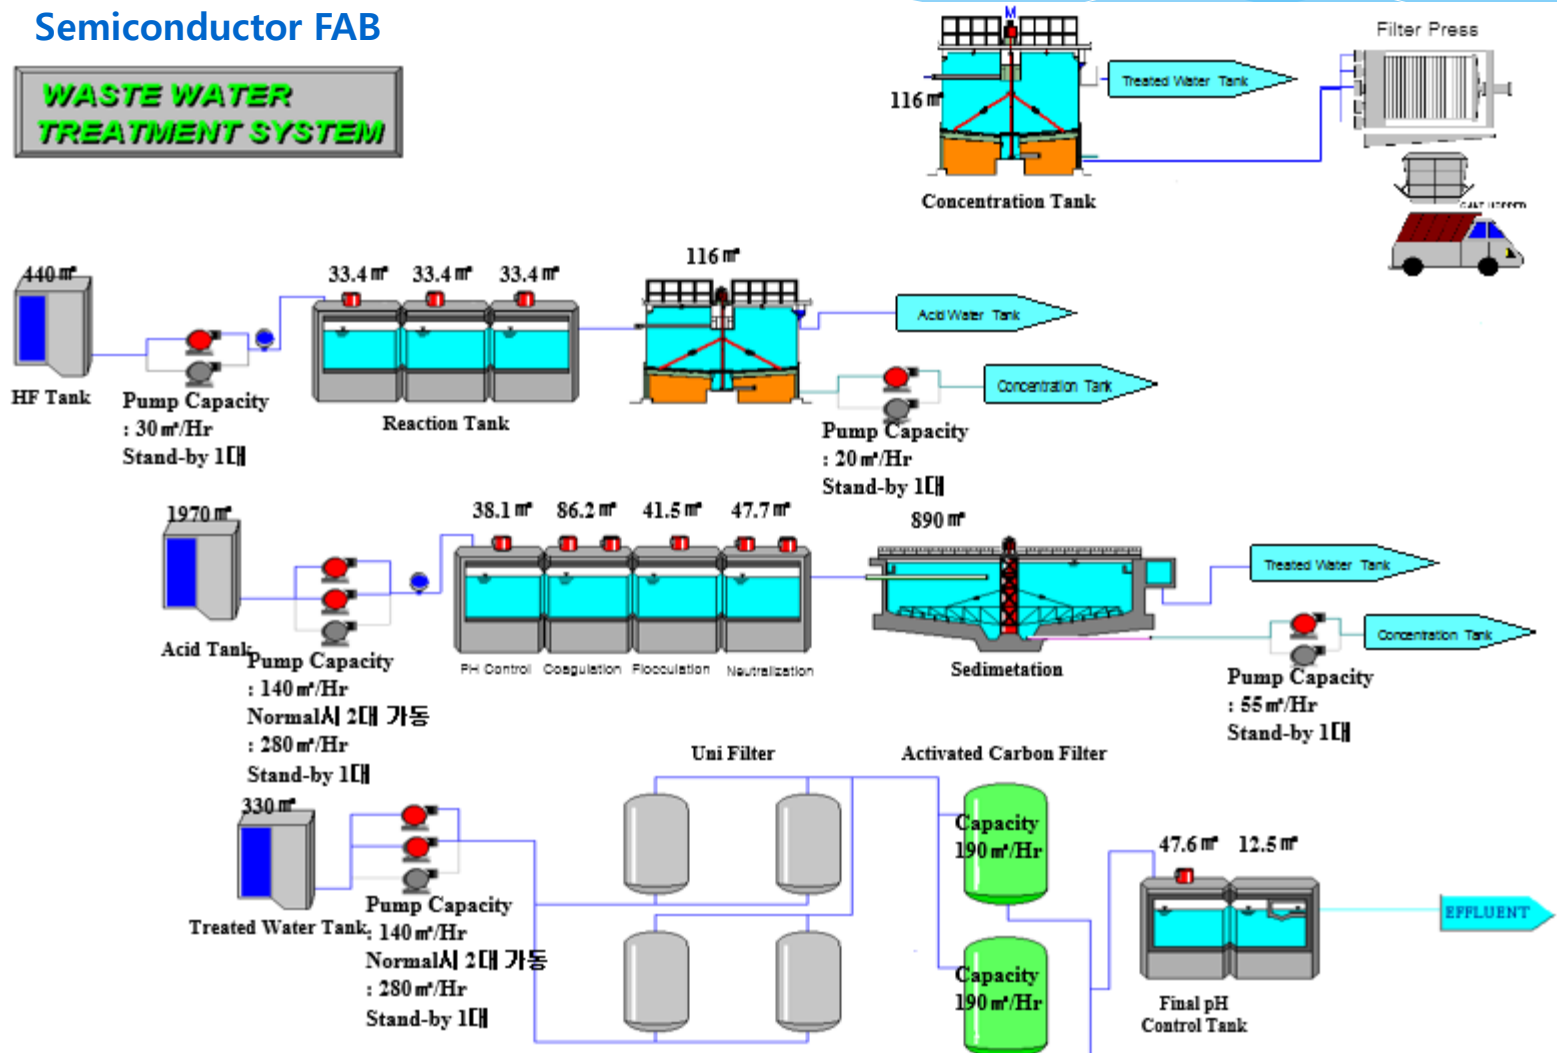 Semiconductor FAB
WASTE WATER
TREATMENT SYSTEM
M
116㎥
Treated Water Tank
Filter Press
Concentration Tank
440㎥
HF Tank
Pump Capacity
: 30㎥/Hr
Stand-by 1대
33.4㎥ 33.4㎥ 33.4㎥
Reaction Tank
116㎥
Acid Water Tank
Concentration Tank
Pump Capacity
: 20㎥/Hr
Stand-by 1대
1970㎥
Acid Tank
Pump Capacity
: 140㎥/Hr
Normal시 2대 가동
: 280㎥/Hr
Stand-by 1대
38.1㎥ 86.2㎥ 41.5㎥ 47.7㎥
PH Control Coagulation Flocculation Neutralization
890㎥
Sedimetation
Treated Water Tank
Concentration Tank
Pump Capacity
: 55㎥/Hr
Stand-by 1대
330㎥
Treated Water Tank
Pump Capacity
: 140㎥/Hr
Normal시 2대 가동
: 280㎥/Hr
Stand-by 1대
Uni Filter
Activated Carbon Filter
Capacity
190㎥/Hr
Capacity
190㎥/Hr
47.6㎥ 12.5㎥
Final pH
Control Tank
EFFLUENT